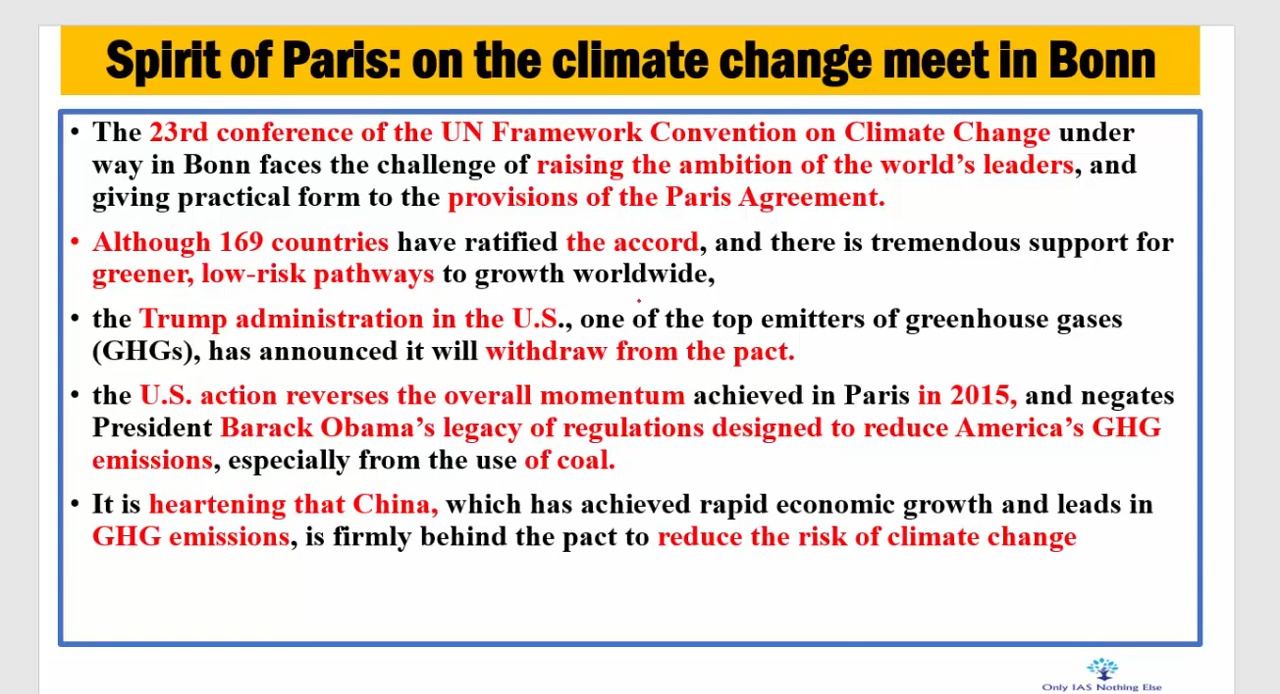 Spirit of Paris: on the climate change meet in Bonn
• The 23rd conference of the UN Framework Convention on Climate Change under
way in Bonn faces the challenge of raising the ambition of the world’s leaders, and
giving practical form to the provisions of the Paris Agreement.
• Although 169 countries have ratified the accord, and there is tremendous support for
greener, low-risk pathways to growth worldwide,
• the Trump administration in the U.S., one of the top emitters of greenhouse gases
(GHGs), has announced it will withdraw from the pact.
• the U.S. action reverses the overall momentum achieved in Paris in 2015, and negates
President Barack Obama’s legacy of regulations designed to reduce America’s GHG
emissions, especially from the use of coal.
• It is heartening that China, which has achieved rapid economic growth and leads in
GHG emissions, is firmly behind the pact to reduce the risk of climate change
Only IAS Nothing Else